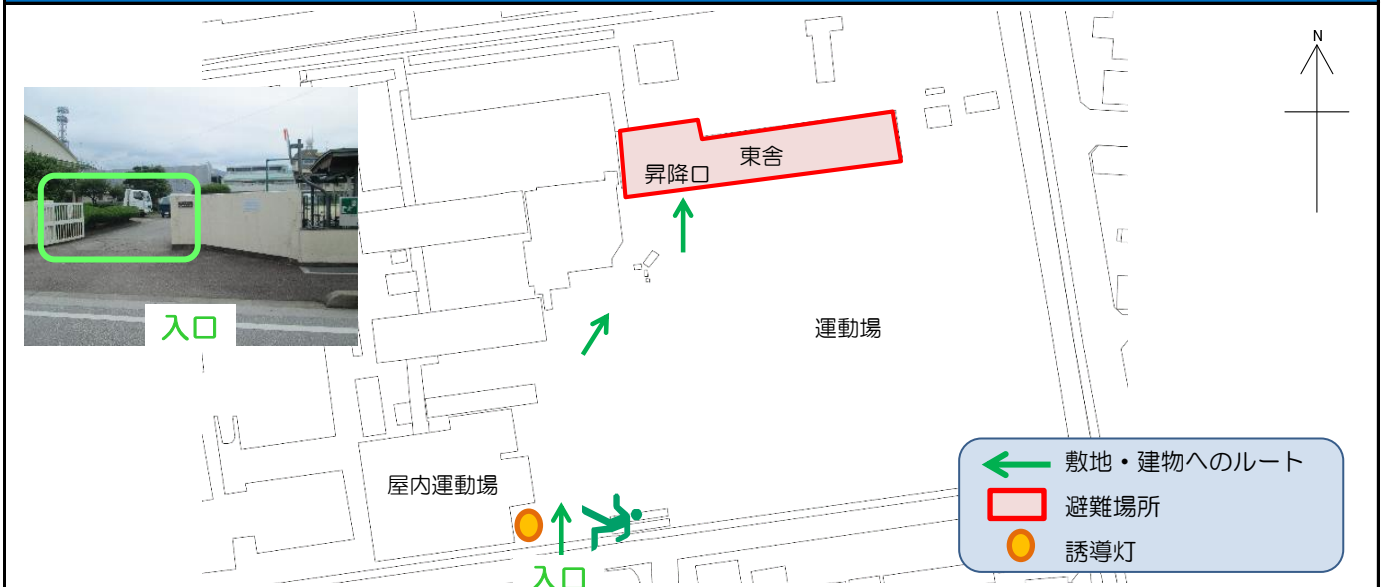 N
東舎
昇降口
入口
運動場
屋内運動場
入口
敷地・建物へのルート
避難場所
誘導灯